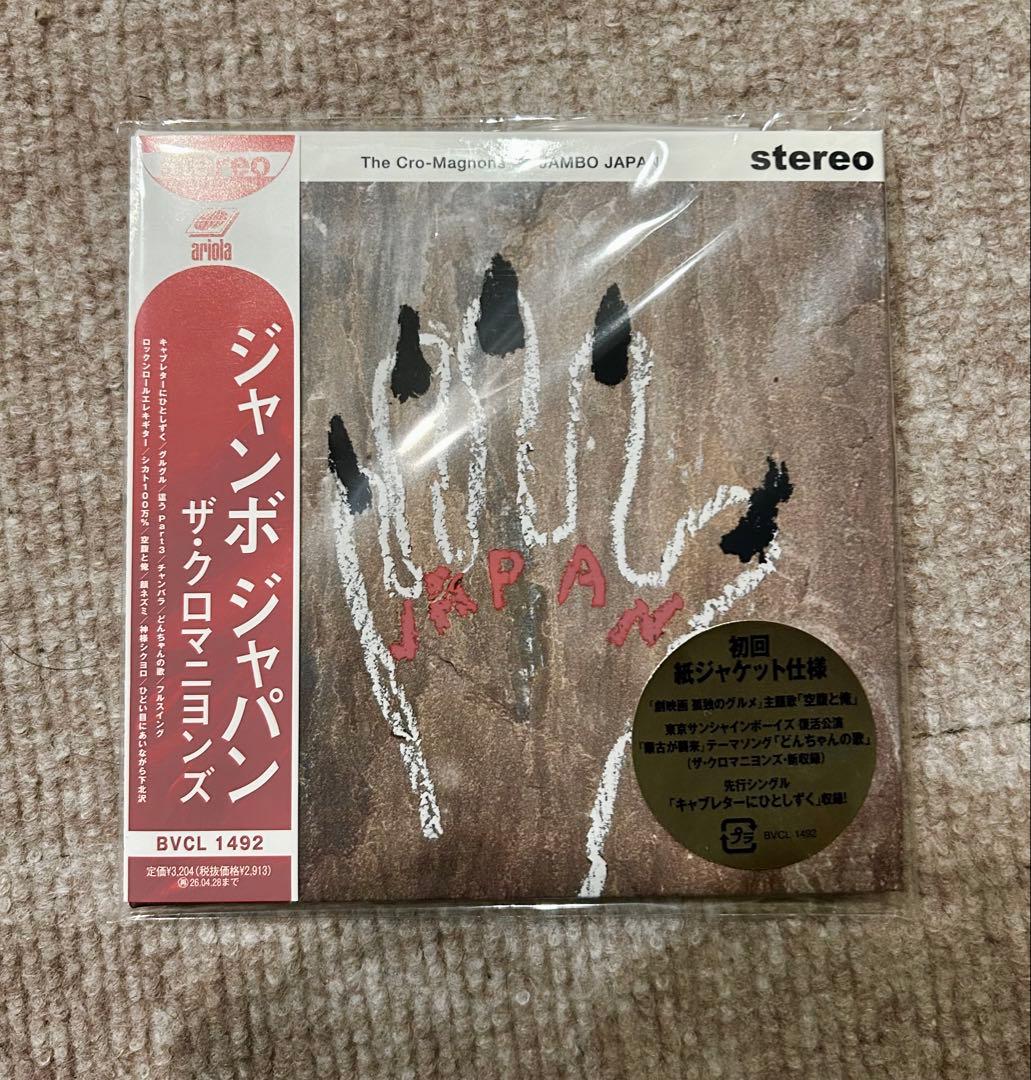 stereo
ariola
ジャンボ ジャパン
ザ・クロマニヨンズ
キャブレターにひとしずく／グルグル／這う Part3／チャンバラ／どんちゃんの歌／フルスイング
ロックンロールエレキギター／シカト100万%／空腹と俺／顔ネズミ／神様シクヨロ／ひどい目にあいながら下北沢
BVCL 1492
定価¥3,204（税抜価格¥2,913）
再 26.04.28まで
The Cro-Magnons JAMBO JAPAN
stereo
JAPAN
初回
紙ジャケット仕様
「劇映画 孤独のグルメ」主題歌「空腹と俺」
東京サンシャインボーイズ 復活公演
「蒙古が襲来」テーマソング「どんちゃんの歌」
（ザ・クロマニヨンズ・新収録）
先行シングル
「キャブレターにひとしずく」収録！
プラ
BVCL 1492